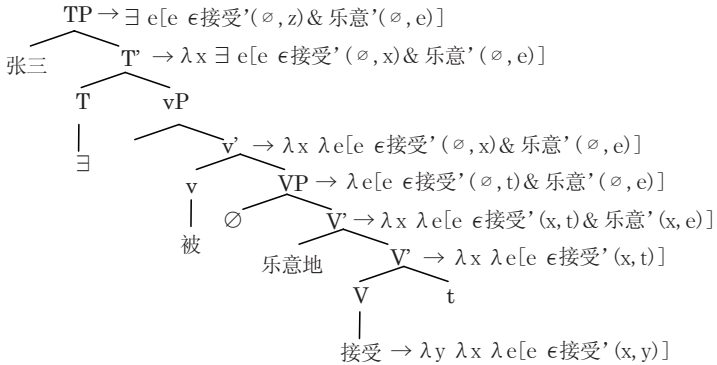 TP → ∃ e[e ϵ接受’(∅, z)& 乐意’(∅, e)]
张三 T’ → λx ∃ e[e ϵ接受’(∅, x)& 乐意’(∅, e)]
T vP
∃ v’ → λx λe[e ϵ接受’(∅, x)& 乐意’(∅, e)]
v VP → λe[e ϵ接受’(∅, t)& 乐意’(∅, e)]
被 ∅ V’ → λx λe[e ϵ接受’(x, t)& 乐意’(x, e)]
乐意地 V’ → λx λe[e ϵ接受’(x, t)]
V t
接受 → λy λx λe[e ϵ接受’(x, y)]